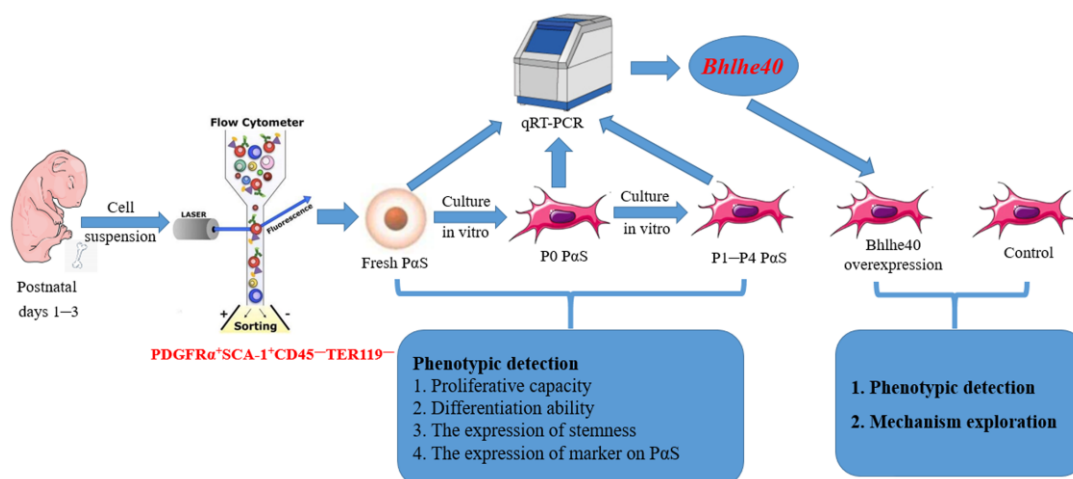 Flow Cytometer
LASER
Fluorescence
+
-
Sorting
Cell
suspension
Postnatal
days 1—3
PDGFRα⁺SCA-1⁺CD45⁻TER119⁻
qRT-PCR
Bhlhe40
Fresh PαS
Culture
in vitro
P0 PαS
Culture
in vitro
P1—P4 PαS
Bhlhe40
overexpression
Control
Phenotypic detection
1. Proliferative capacity
2. Differentiation ability
3. The expression of stemness
4. The expression of marker on PαS
1. Phenotypic detection
2. Mechanism exploration